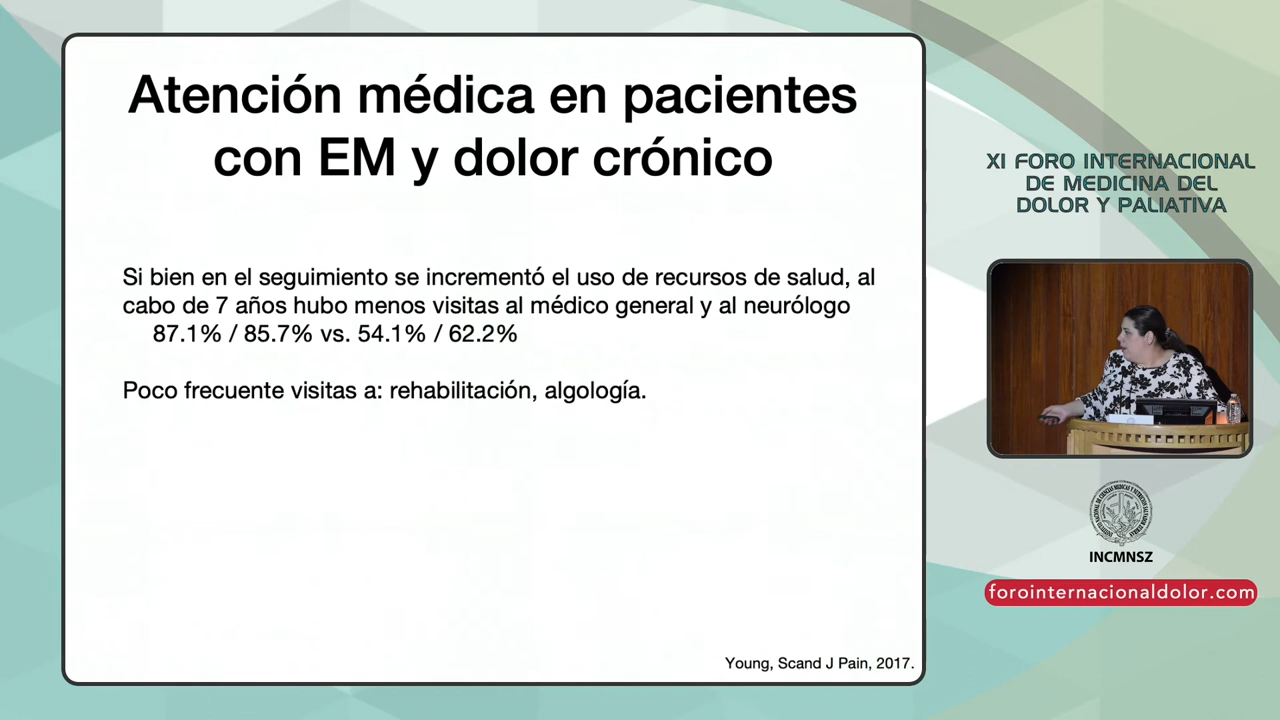 Atención médica en pacientes
con EM y dolor crónico
Si bien en el seguimiento se incrementó el uso de recursos de salud, al
cabo de 7 años hubo menos visitas al médico general y al neurólogo
87.1% / 85.7% vs. 54.1% / 62.2%
Poco frecuente visitas a: rehabilitación, algología.
Young, Scand J Pain, 2017.
XI FORO INTERNACIONAL
DE MEDICINA DEL
DOLOR Y PALIATIVA
INCMNSZ
forointernacionaldolor.com